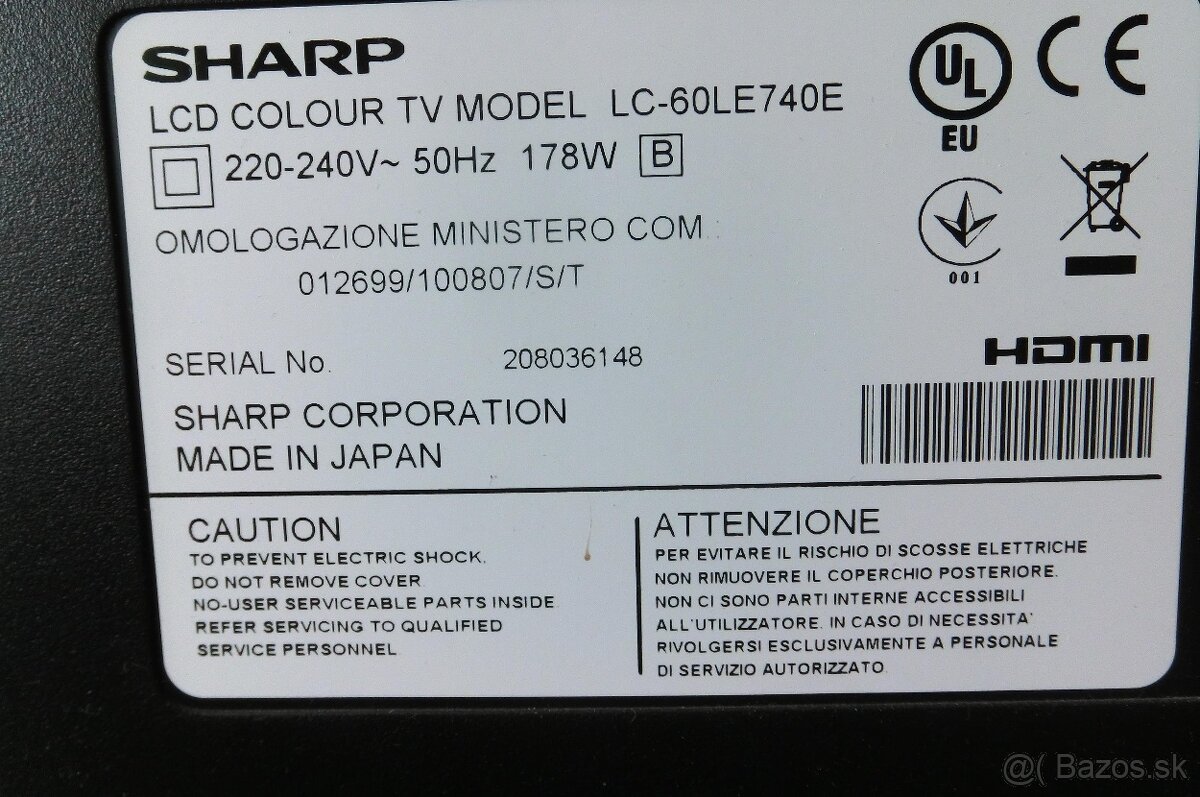 SHARP
LCD COLOUR TV MODEL LC-60LE740E
220-240V~ 50Hz 178W B
OMOLOGAZIONE MINISTERO COM
012699/100807/S/T
SERIAL No. 208036148
SHARP CORPORATION
MADE IN JAPAN
UL
EU
CE
001
HDMI
CAUTION
TO PREVENT ELECTRIC SHOCK.
DO NOT REMOVE COVER
NO-USER SERVICEABLE PARTS INSIDE
REFER SERVICING TO QUALIFIED
SERVICE PERSONNEL
ATTENZIONE
PER EVITARE IL RISCHIO DI SCOSSE ELETTRICHE
NON RIMUOVERE IL COPERCHIO POSTERIORE.
NON CI SONO PARTI INTERNE ACCESSIBILI
ALL'UTILIZZATORE. IN CASO DI NECESSITA'
RIVOLGERSI ESCLUSIVAMENTE A PERSONALE
DI SERVIZIO AUTORIZZATO
@( Bazos.sk